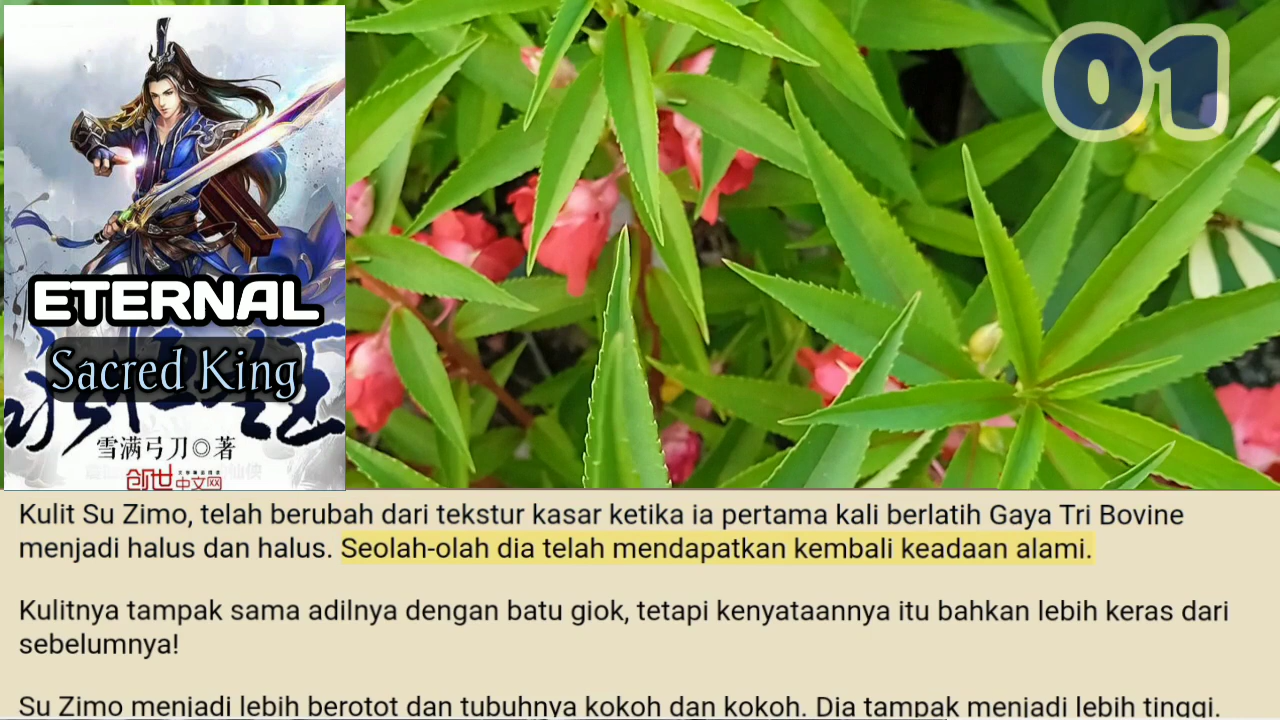 01
ETERNAL
Sacred King
雪满弓刀◎著
创世中文网
Kulit Su Zimo, telah berubah dari tekstur kasar ketika ia pertama kali berlatih Gaya Tri Bovine
menjadi halus dan halus. Seolah-olah dia telah mendapatkan kembali keadaan alami.
Kulitnya tampak sama adilnya dengan batu giok, tetapi kenyataannya itu bahkan lebih keras dari
sebelumnya!
Su Zimo menjadi lebih berotot dan tubuhnya kokoh dan kokoh. Dia tampak menjadi lebih tinggi.